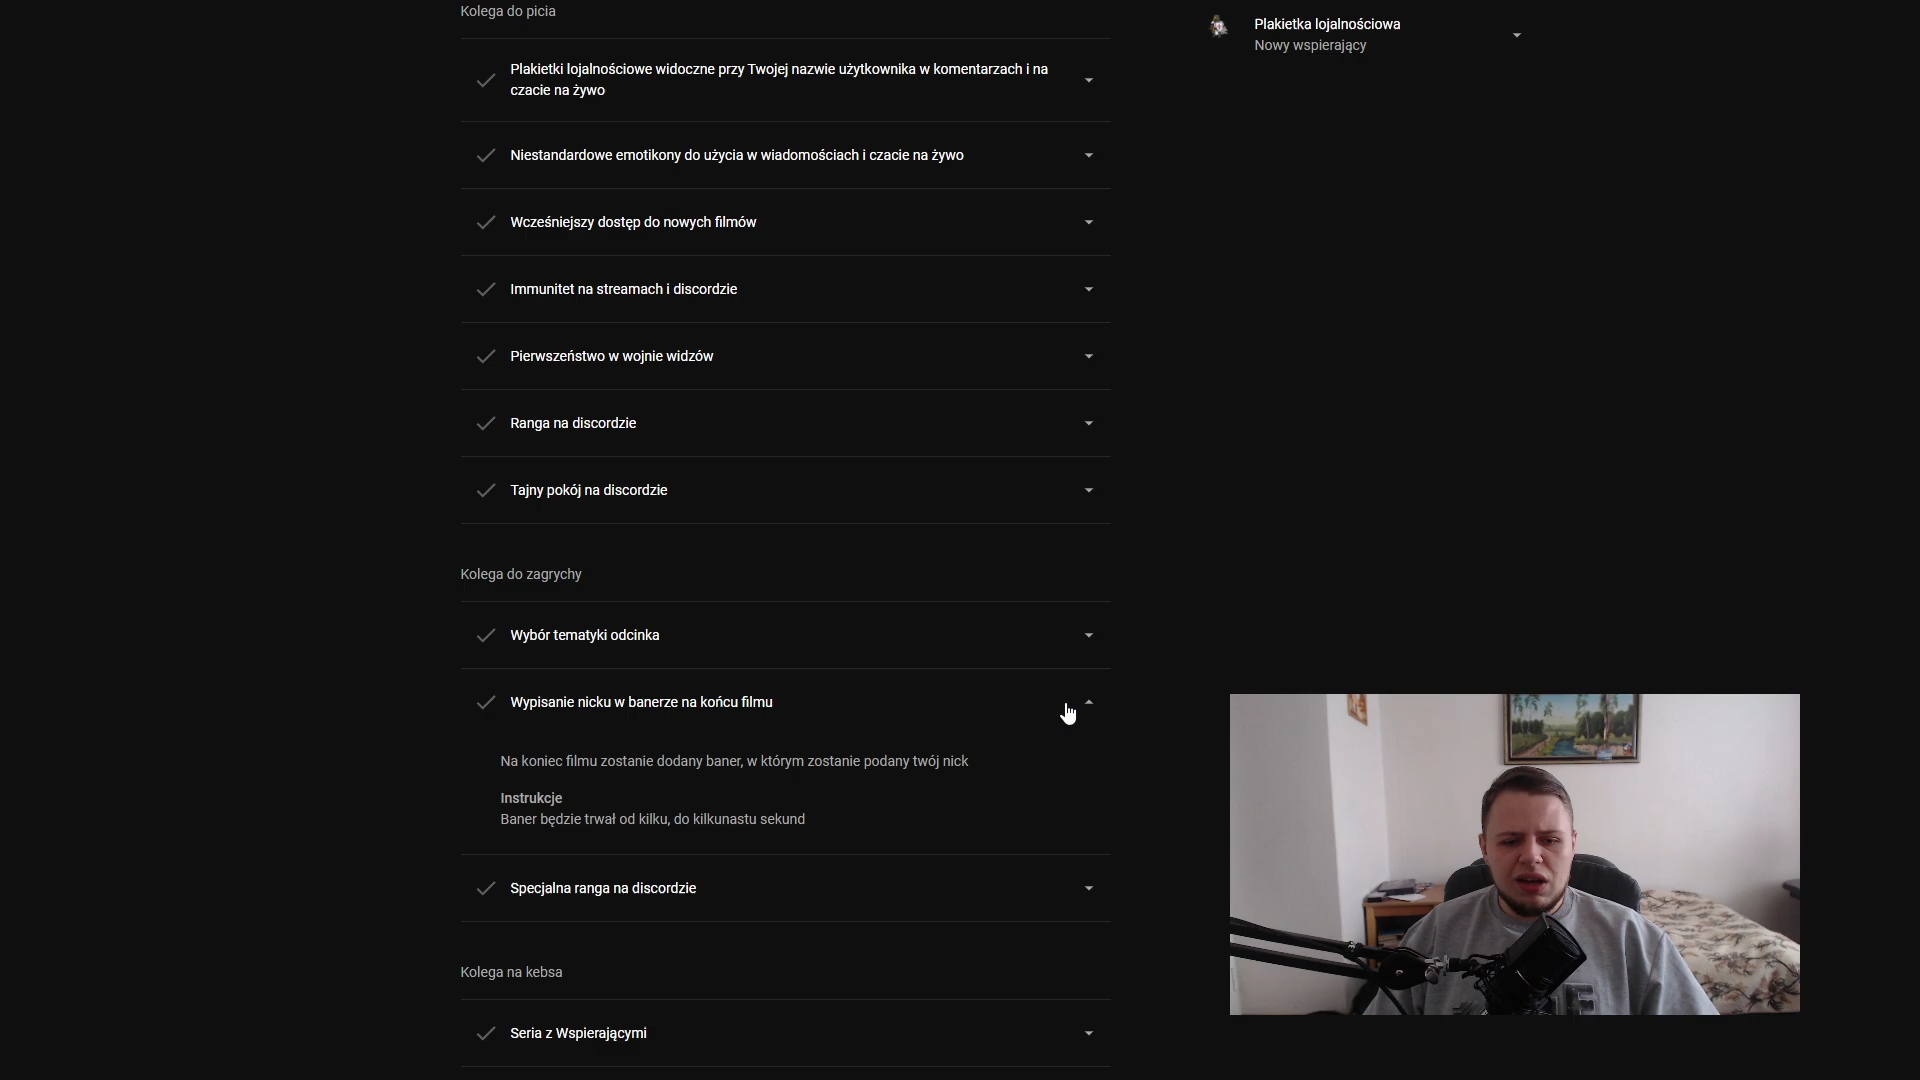 Kolega do picia
Plakietki lojalnościowe widoczne przy Twojej nazwie użytkownika w komentarzach i na
czacie na żywo
Niestandardowe emotikony do użycia w wiadomościach i czacie na żywo
Wcześniejszy dostęp do nowych filmów
Immunitet na streamach i discordzie
Pierwszeństwo w wojnie widzów
Ranga na discordzie
Tajny pokój na discordzie
Kolega do zagrychy
Wybór tematyki odcinka
Wypisanie nicku w banerze na końcu filmu
Na koniec filmu zostanie dodany baner, w którym zostanie podany twój nick
Instrukcje
Baner będzie trwał od kilku, do kilkunastu sekund
Specjalna ranga na discordzie
Kolega na kebsa
Seria z Wspierającymi
Plakietka lojalnościowa
Nowy wspierający